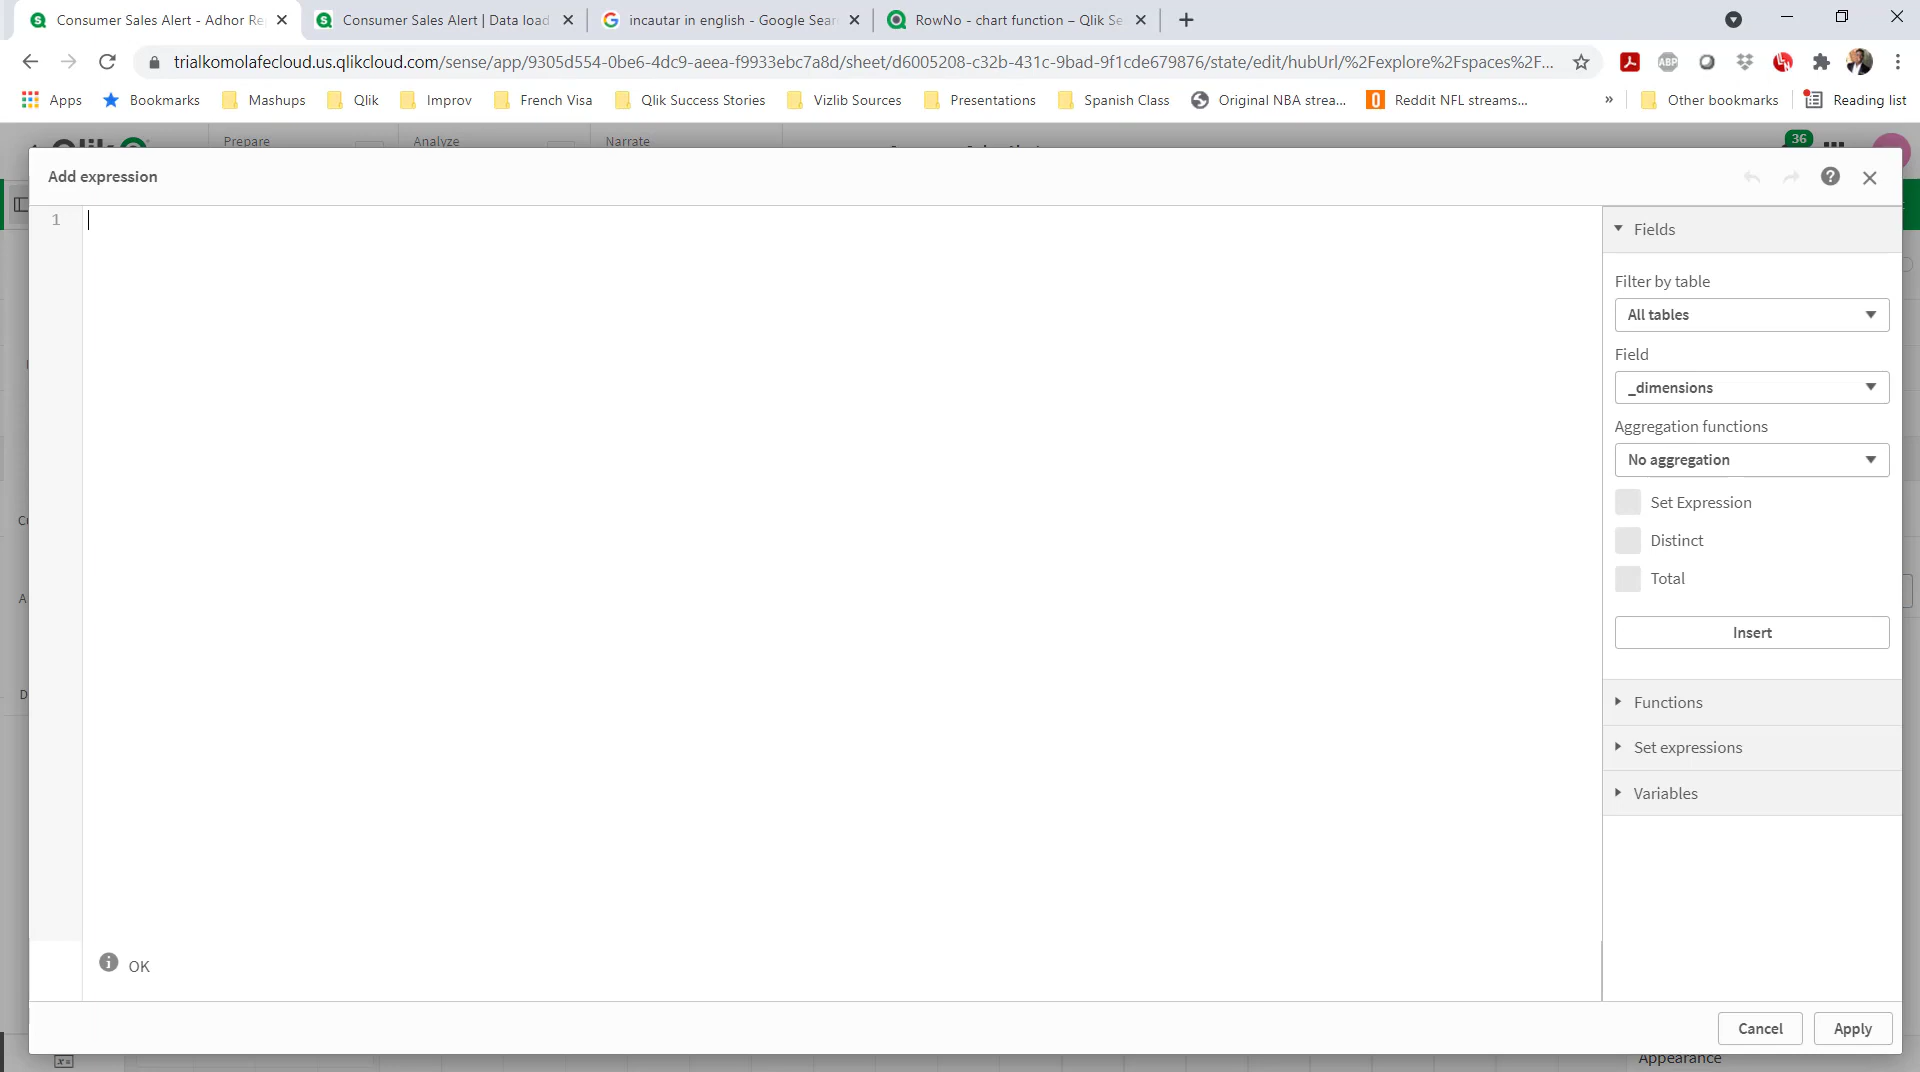 Consumer Sales Alert - Adhor Re
Consumer Sales Alert | Data load
incautar in english - Google Sear
RowNo - chart function – Qlik Se
trialkomolafecloud.us.qlikcloud.com/sense/app/9305d554-0be6-4dc9-aeea-f9933ebc7a8d/sheet/d6005208-c32b-431c-9bad-9f1cde679876/state/edit/hubUrl/%2Fexplore%2Fspaces%2F...
ABP
Apps
Bookmarks
Mashups
Qlik
Improv
French Visa
Qlik Success Stories
Vizlib Sources
Presentations
Spanish Class
Original NBA strea...
Reddit NFL streams...
»
Other bookmarks
Reading list
Prepare
Analyze
Narrate
36
Add expression
1
Fields
Filter by table
All tables
Field
_dimensions
Aggregation functions
No aggregation
Set Expression
Distinct
Total
Insert
Functions
Set expressions
Variables
OK
Cancel
Apply
Appearance